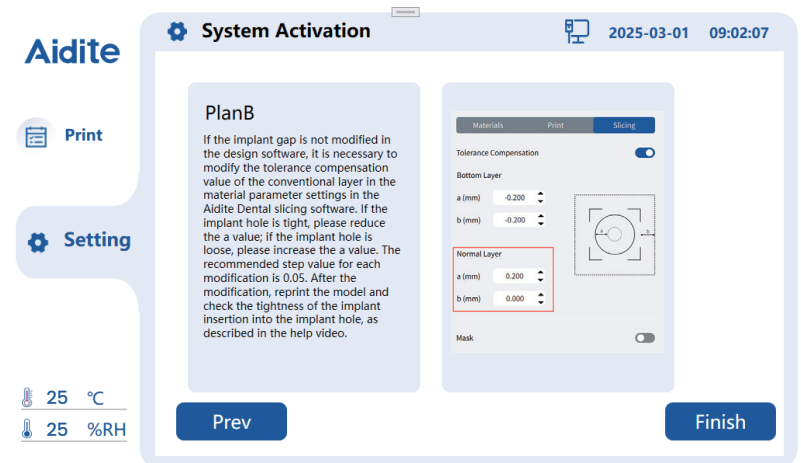 Aidite
System Activation
2025-03-01 09:02:07
Print
Setting
PlanB
If the implant gap is not modified in
the design software, it is necessary to
modify the tolerance compensation
value of the conventional layer in the
material parameter settings in the
Aidite Dental slicing software. If the
implant hole is tight, please reduce
the a value; if the implant hole is
loose, please increase the a value. The
recommended step value for each
modification is 0.05. After the
modification, reprint the model and
check the tightness of the implant
insertion into the implant hole, as
described in the help video.
Materials Print Slicing
Tolerance Compensation
Bottom Layer
a (mm) -0.200
b (mm) -0.200
a b
Normal Layer
a (mm) 0.200
b (mm) 0.000
Mask
25 ℃
25 %RH
Prev
Finish